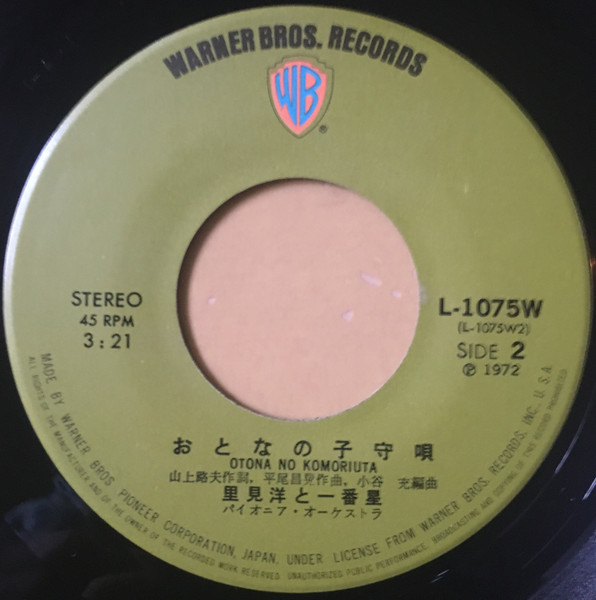 WARNER BROS. RECORDS
WB
®
STEREO
45 RPM
3:21
L-1075W
(L-1075W2)
SIDE 2
℗ 1972
おとなの子守唄
OTONA NO KOMORIUTA
山上路夫作詞, 平尾昌晃作曲, 小谷 充編曲
里見洋と一番星
パイオニア・オーケストラ
MADE BY WARNER BROS. PIONEER CORPORATION, JAPAN, UNDER LICENSE FROM WARNER BROS. RECORDS, INC., U.S.A.
ALL RIGHTS OF THE MANUFACTURER AND OF THE OWNER OF THE RECORDED WORK RESERVED. UNAUTHORIZED PUBLIC PERFORMANCE, BROADCASTING AND COPYING OF THIS RECORD PROHIBITED.